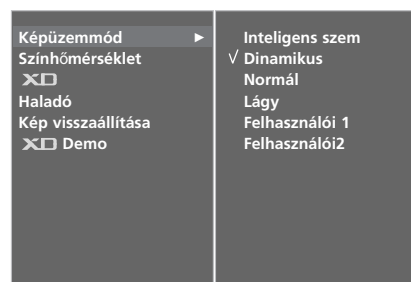 Képüzemmód ►
Színhőmérséklet
XD
Haladó
Kép visszaállítása
XD Demo
Inteligens szem
√ Dinamikus
Normál
Lágy
Felhasználói 1
Felhasználói2